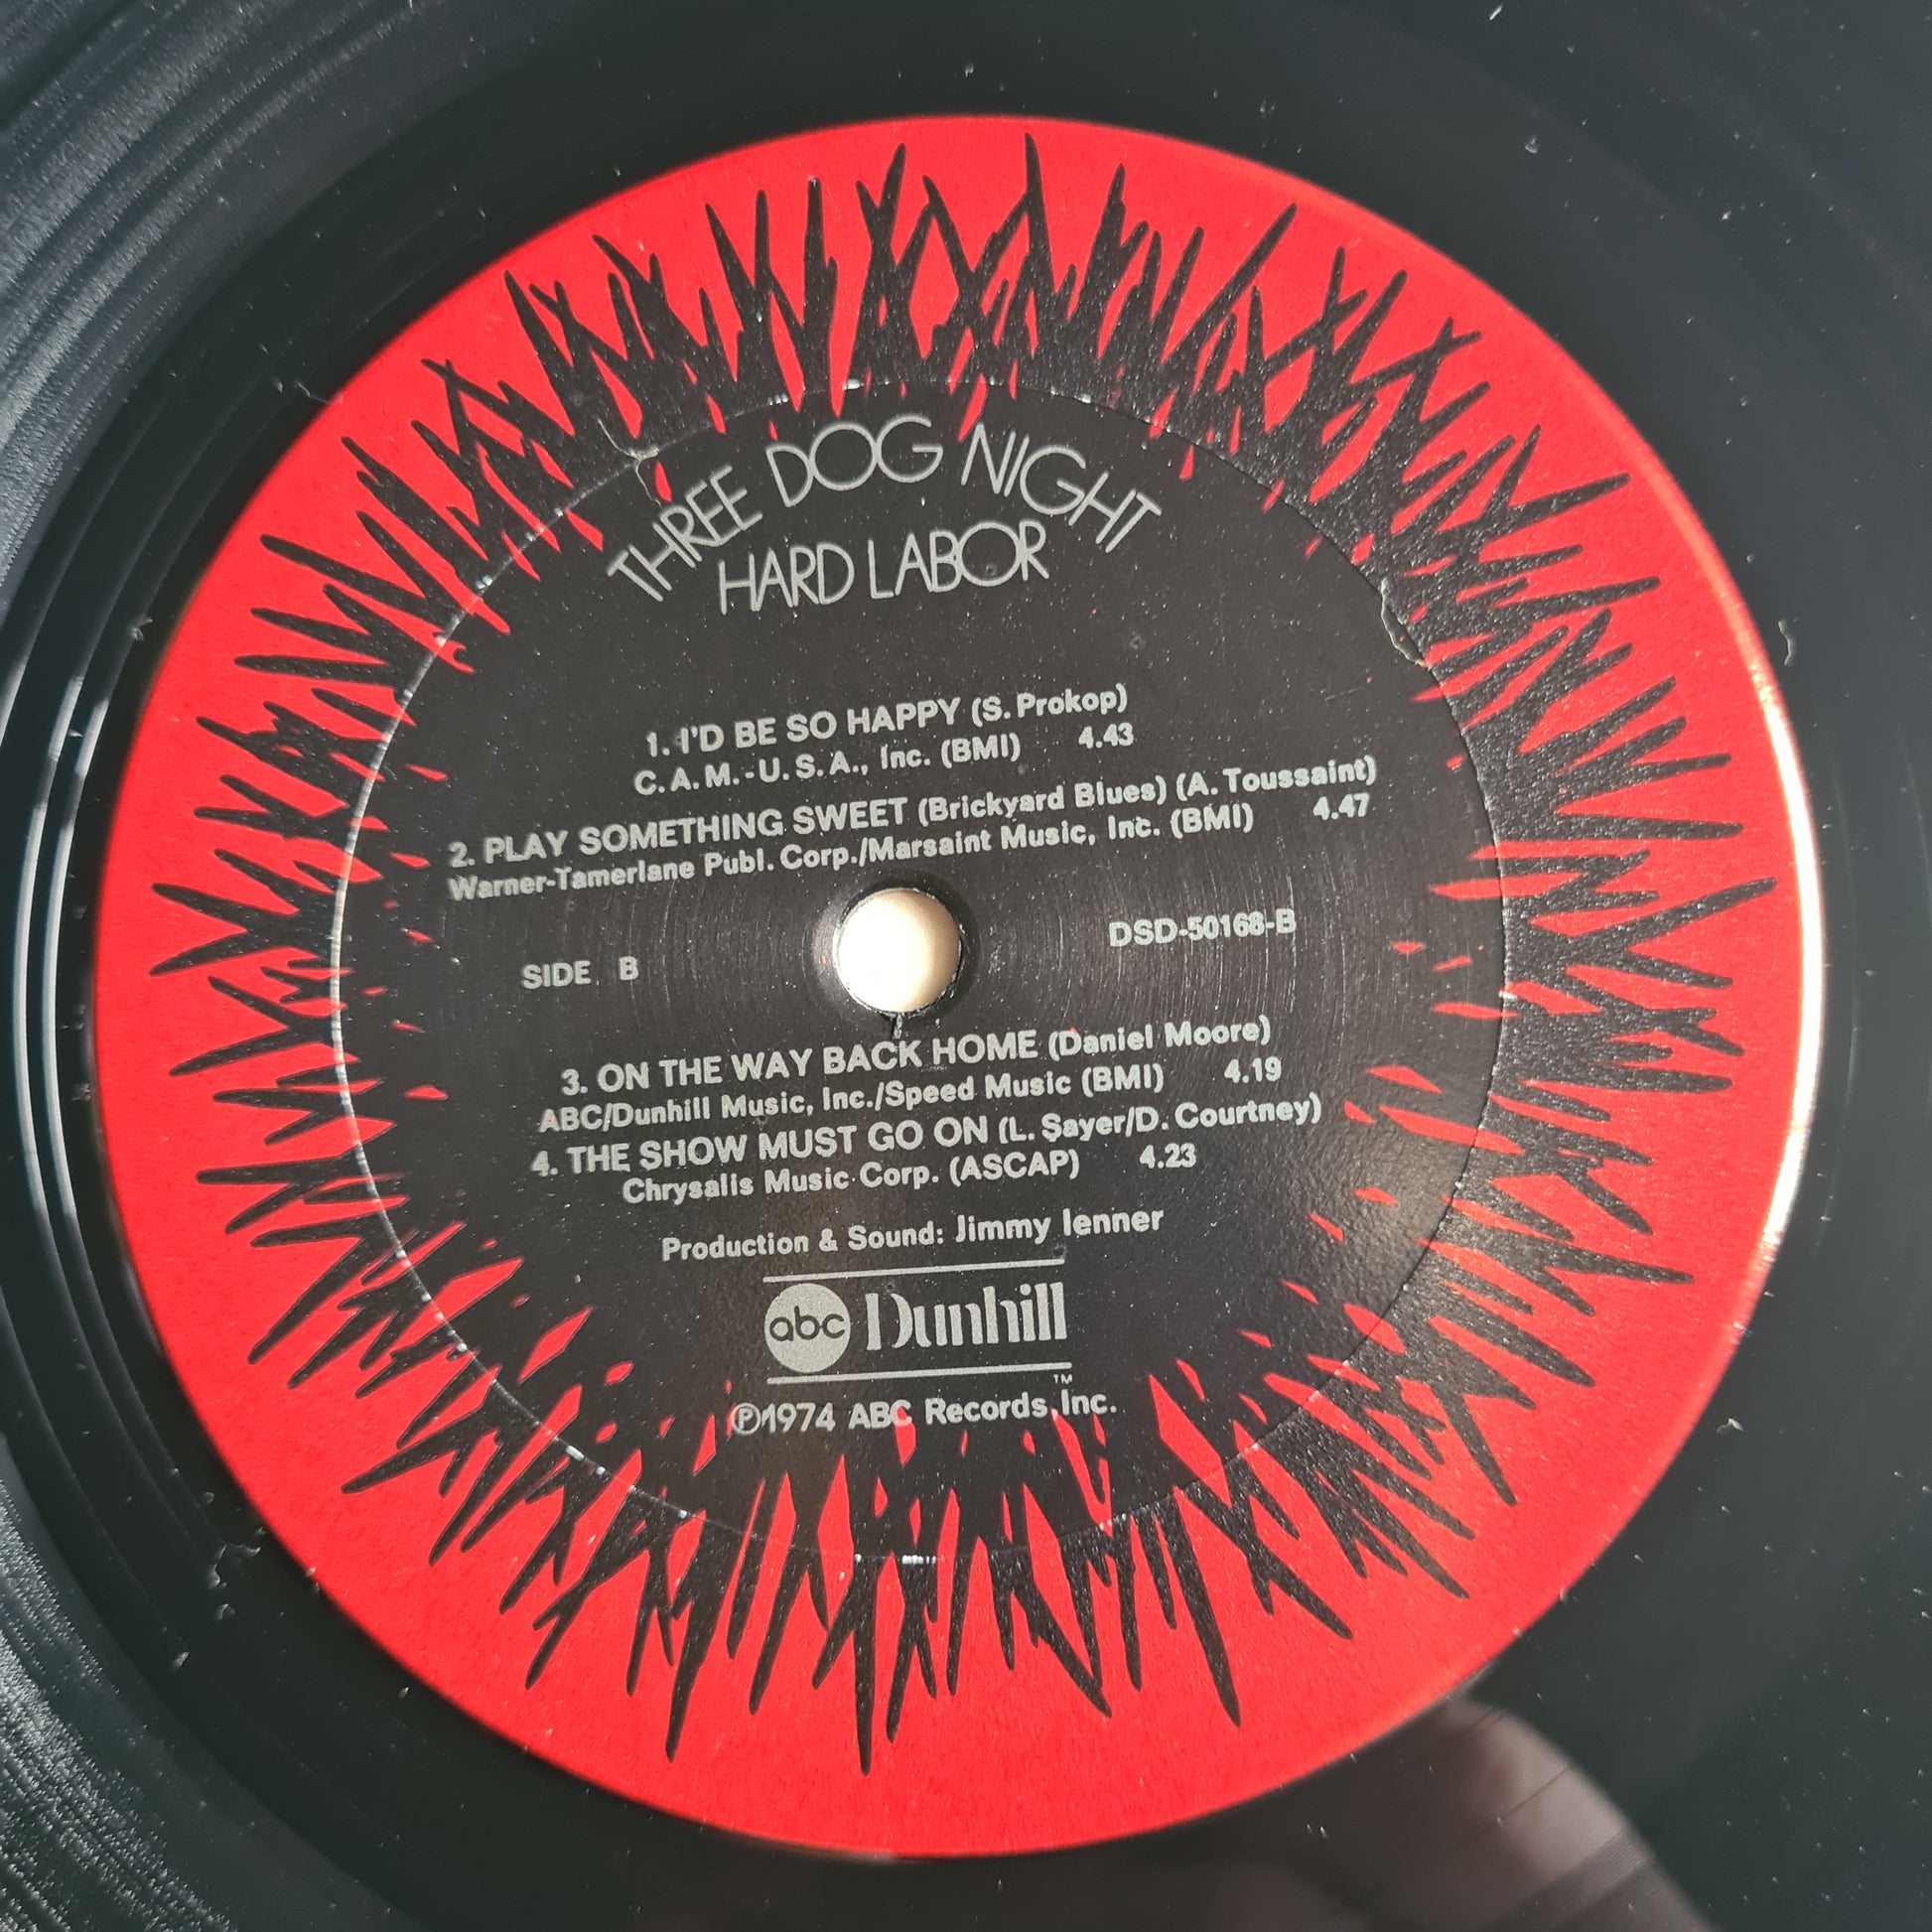 THREE DOG NIGHT
HARD LABOR
1. I'D BE SO HAPPY (S. Prokop)
C.A.M.-U.S.A., Inc. (BMI) 4.43
2. PLAY SOMETHING SWEET (Brickyard Blues) (A. Toussaint)
Warner-Tamerlane Publ. Corp./Marsaint Music, Inc. (BMI) 4.47
SIDE B
DSD-50168-B
3. ON THE WAY BACK HOME (Daniel Moore)
ABC/Dunhill Music, Inc./Speed Music (BMI) 4.19
4. THE SHOW MUST GO ON (L. Sayer/D. Courtney)
Chrysalis Music Corp. (ASCAP) 4.23
Production & Sound: Jimmy Ienner
abc Dunhill
™
℗1974 ABC Records, Inc.